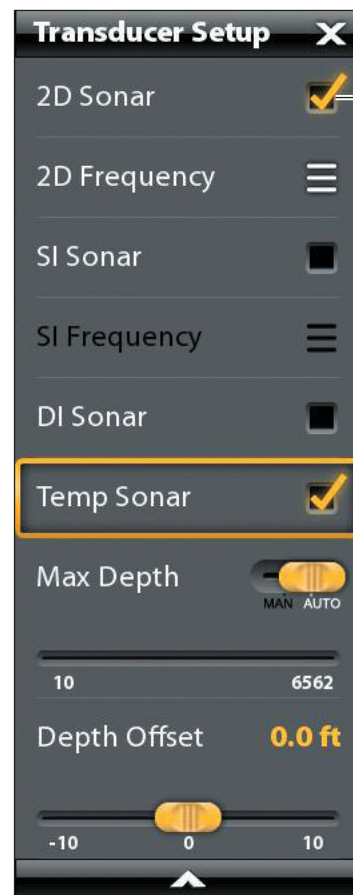 Transducer Setup X
2D Sonar
2D Frequency
SI Sonar
SI Frequency
DI Sonar
Temp Sonar
Max Depth
MAN AUTO
10 6562
Depth Offset 0.0 ft
-10 0 10